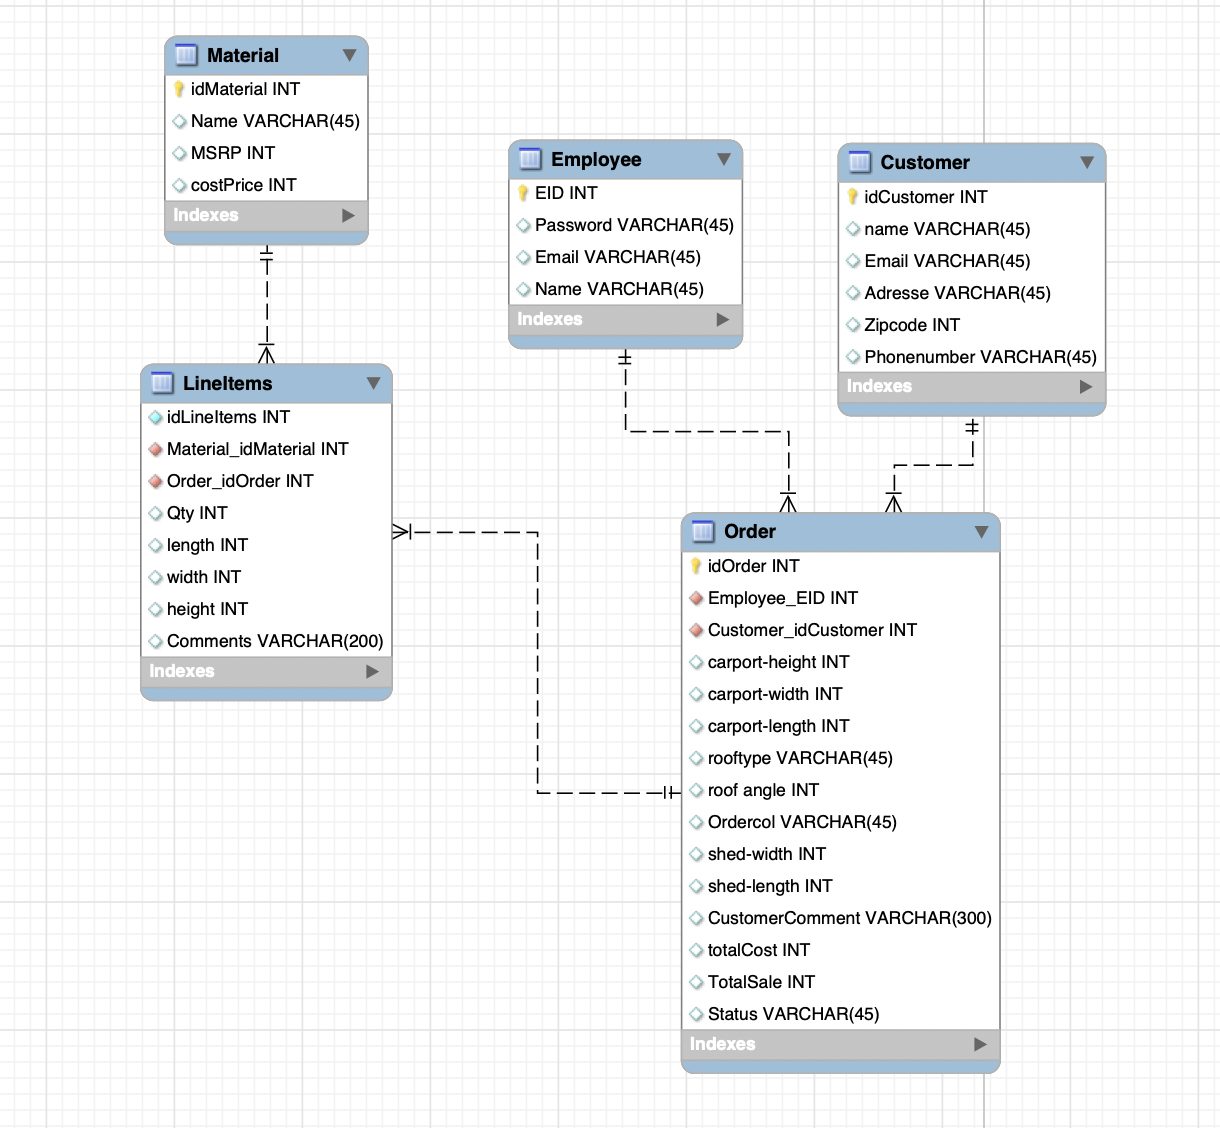 Material
idMaterial INT
Name VARCHAR(45)
MSRP INT
costPrice INT
Indexes
Employee
EID INT
Password VARCHAR(45)
Email VARCHAR(45)
Name VARCHAR(45)
Indexes
Customer
idCustomer INT
name VARCHAR(45)
Email VARCHAR(45)
Adresse VARCHAR(45)
Zipcode INT
Phonenumber VARCHAR(45)
Indexes
LineItems
idLineItems INT
Material_idMaterial INT
Order_idOrder INT
Qty INT
length INT
width INT
height INT
Comments VARCHAR(200)
Indexes
Order
idOrder INT
Employee_EID INT
Customer_idCustomer INT
carport-height INT
carport-width INT
carport-length INT
rooftype VARCHAR(45)
roof angle INT
Ordercol VARCHAR(45)
shed-width INT
shed-length INT
CustomerComment VARCHAR(300)
totalCost INT
TotalSale INT
Status VARCHAR(45)
Indexes